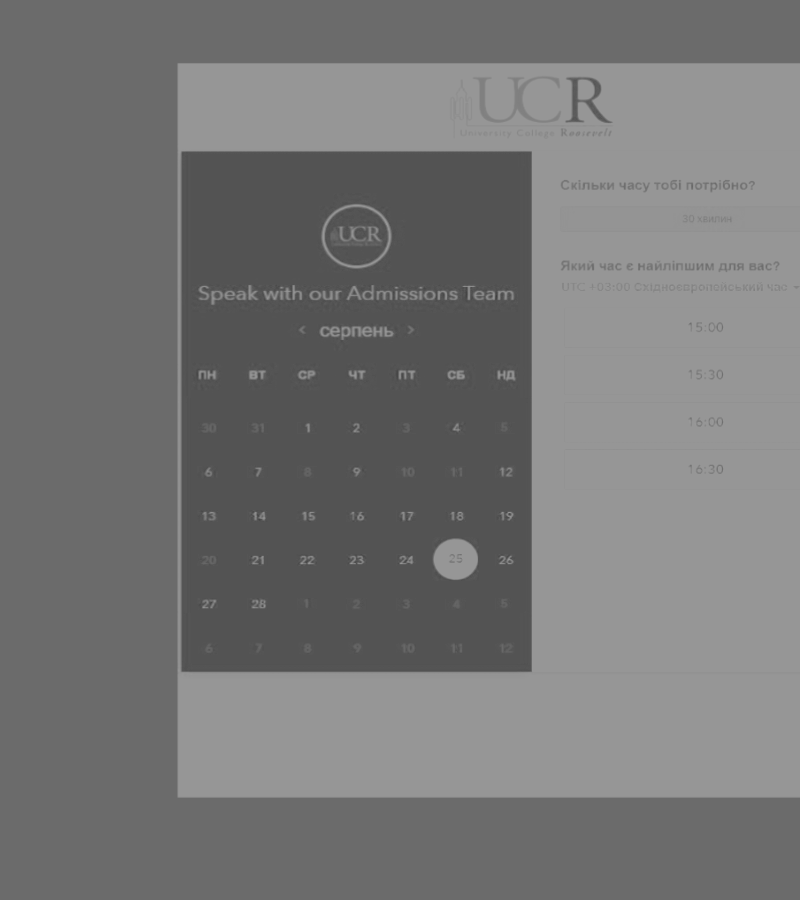 UCR
University College Roosevelt
UCR
Speak with our Admissions Team
‹ серпень ›
ПН ВТ СР ЧТ ПТ СБ НД
30 31 1 2 3 4 5
6 7 8 9 10 11 12
13 14 15 16 17 18 19
20 21 22 23 24 25 26
27 28 1 2 3 4 5
6 7 8 9 10 11 12
Скільки часу тобі потрібно?
30 хвилин
Який час є найліпшим для вас?
UTC +03:00 Східноєвропейський час
15:00
15:30
16:00
16:30